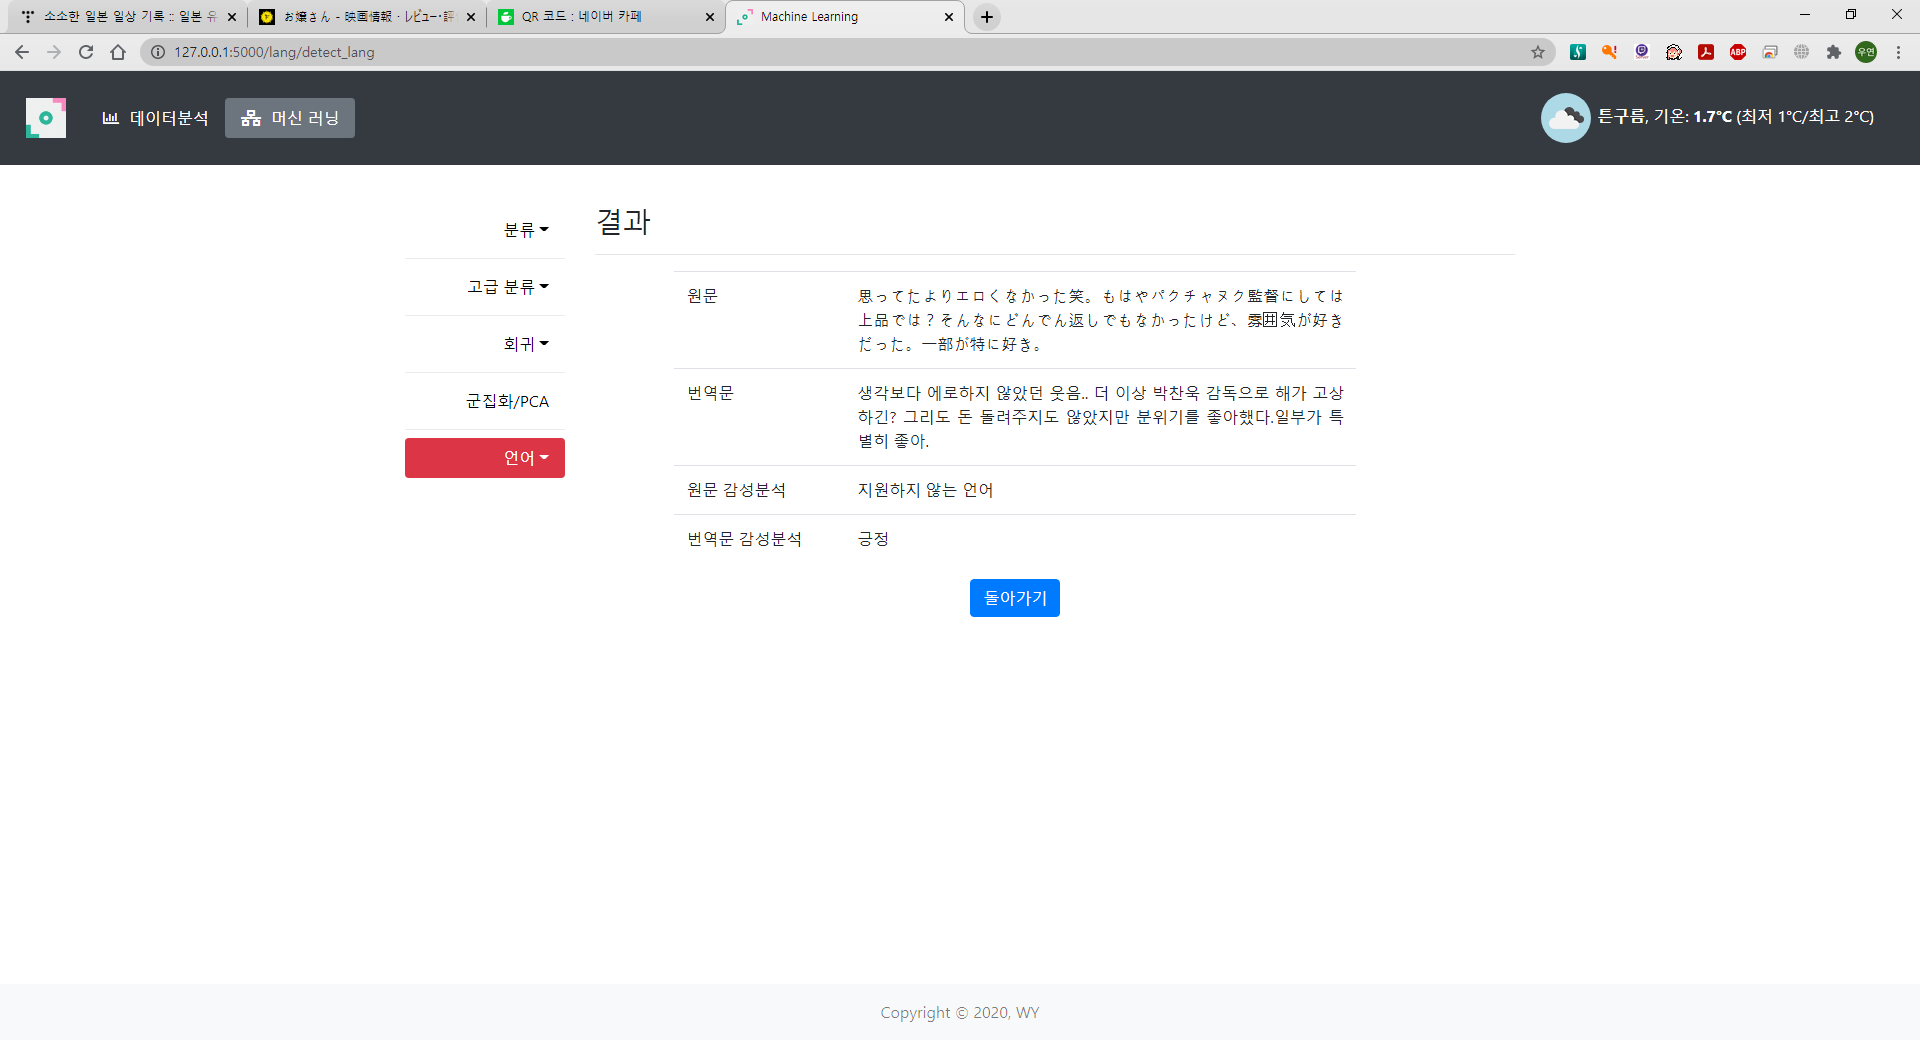 소소한 일본 일상 기록 :: 일본 유
お嬢さん - 映画情報・レビュー・評
QR 코드 : 네이버 카페
Machine Learning
127.0.0.1:5000/lang/detect_lang
ABP
우연
데이터분석
머신 러닝
튼구름, 기온: 1.7℃ (최저 1℃/최고 2℃)
분류
고급 분류
회귀
군집화/PCA
언어
결과
원문
思ってたよりエロくなかった笑。もはやパクチャヌク監督にしては
上品では？そんなにどんでん返しでもなかったけど、雰囲気が好き
だった。一部が特に好き。
번역문
생각보다 에로하지 않았던 웃음.. 더 이상 박찬욱 감독으로 해가 고상
하긴? 그리도 돈 돌려주지도 않았지만 분위기를 좋아했다.일부가 특
별히 좋아.
원문 감성분석
지원하지 않는 언어
번역문 감성분석
긍정
돌아가기
Copyright © 2020, WY